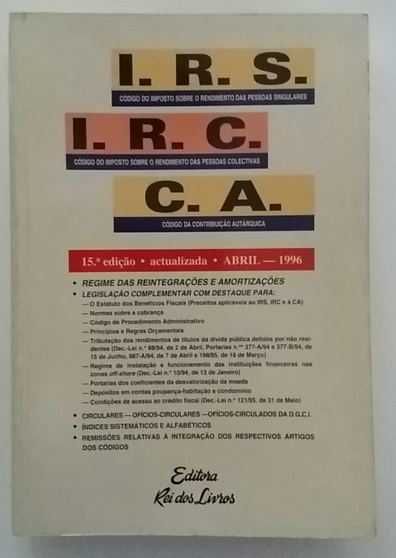 I. R. S.
CÓDIGO DO IMPOSTO SOBRE O RENDIMENTO DAS PESSOAS SINGULARES
I. R. C.
CÓDIGO DO IMPOSTO SOBRE O RENDIMENTO DAS PESSOAS COLECTIVAS
C. A.
CÓDIGO DA CONTRIBUIÇÃO AUTÁRQUICA
15.ª edição • actualizada • ABRIL — 1996
• REGIME DAS REINTEGRAÇÕES E AMORTIZAÇÕES
• LEGISLAÇÃO COMPLEMENTAR COM DESTAQUE PARA:
— O Estatuto dos Benefícios Fiscais (Preceitos aplicáveis ao IRS, IRC e à CA)
— Normas sobre a cobrança
— Código de Procedimento Administrativo
— Princípios e Regras Orçamentais
— Tributação dos rendimentos de títulos da dívida pública detidos por não resi-
dentes (Dec.-Lei n.º 88/94, de 2 de Abril, Portarias n.ºs 377-A/94 e 377-B/94, de
15 de Junho, 987-A/94, de 7 de Abril e 198/95, de 16 de Março)
— Regime de instalação e funcionamento das instituições financeiras nas
zonas off-shore (Dec.-Lei n.º 10/94, de 13 de Janeiro)
— Portarias dos coeficientes da desvalorização da moeda
— Depósitos em contas poupança-habitação e condomínio
— Condições de acesso ao crédito fiscal (Dec.-Lei n.º 121/95, de 31 de Maio)
• CIRCULARES — OFÍCIOS-CIRCULARES — OFÍCIOS-CIRCULADOS DA D.G.C.I.
• ÍNDICES SISTEMÁTICOS E ALFABÉTICOS
• REMISSÕES RELATIVAS À INTEGRAÇÃO DOS RESPECTIVOS ARTIGOS
DOS CÓDIGOS
Editora
Rei dos Livros